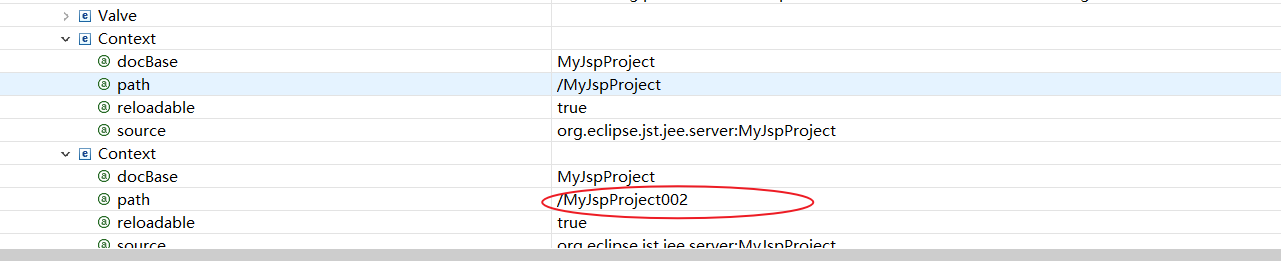 Valve
Context
docBase MyJspProject
path /MyJspProject
reloadable true
source org.eclipse.jst.jee.server:MyJspProject
Context
docBase MyJspProject
path /MyJspProject002
reloadable true
source org.eclipse.jst.jee.server:MyJspProject